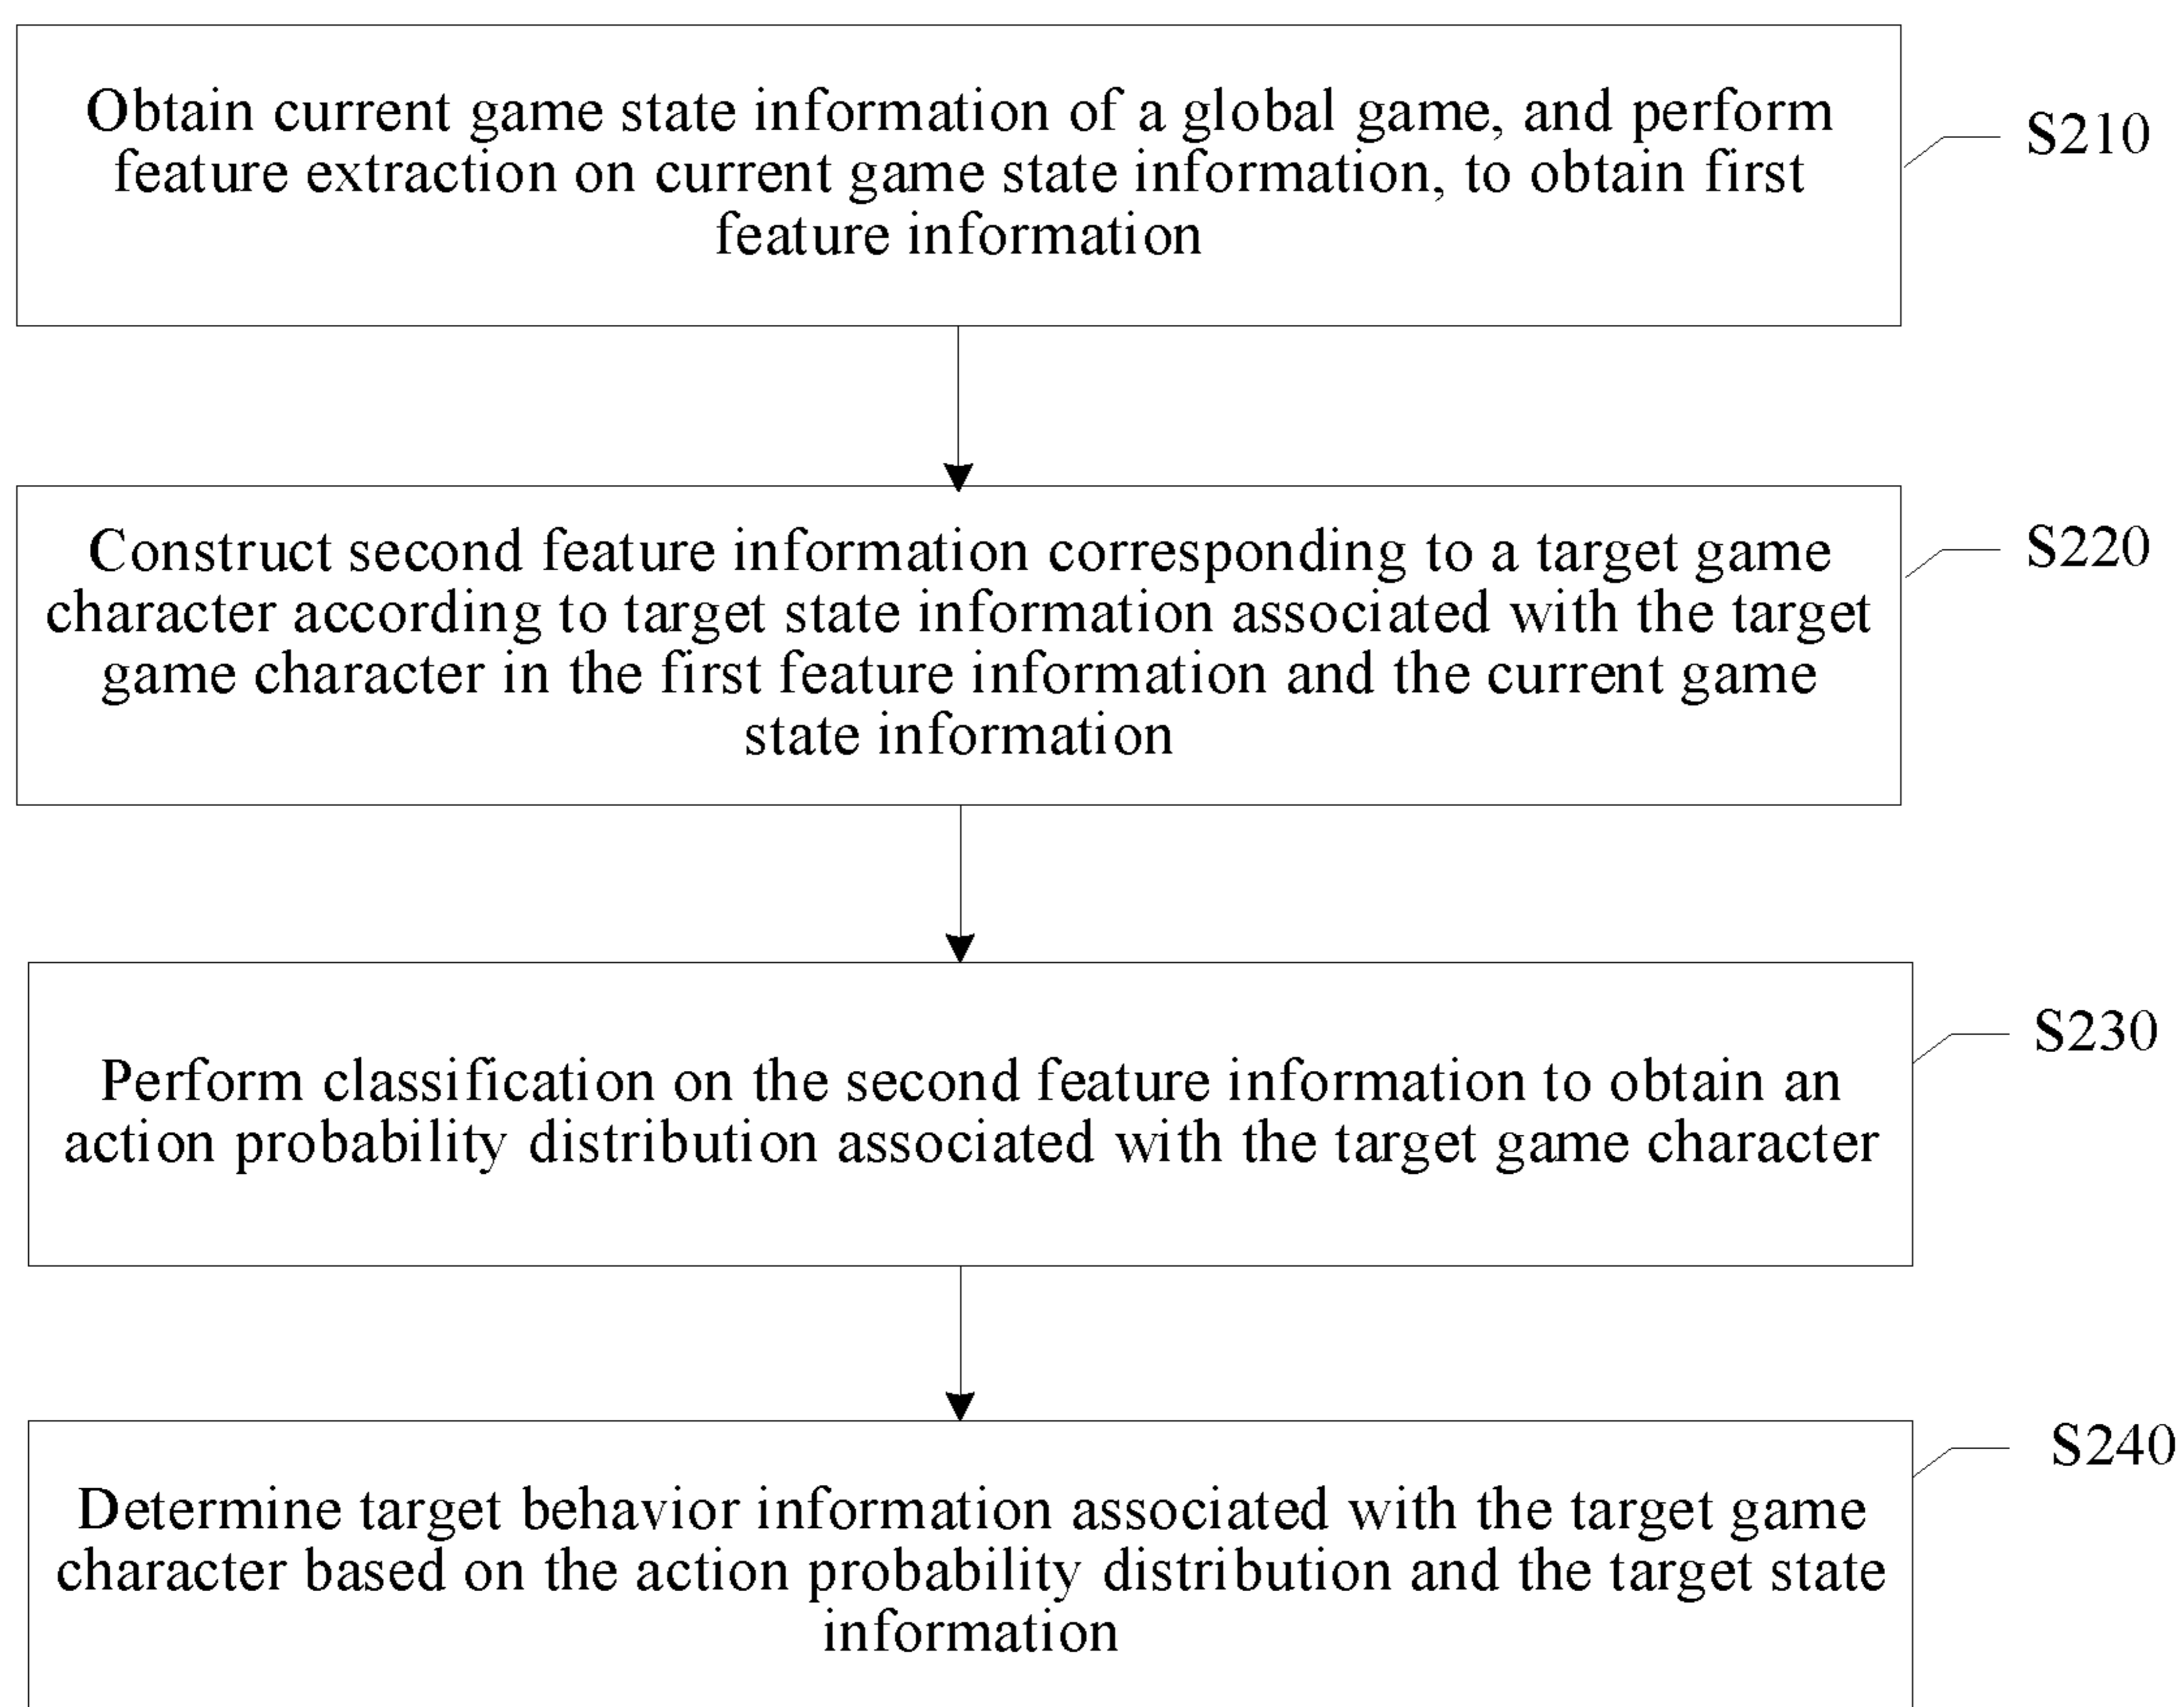 Obtain current game state information of a global game, and perform
feature extraction on current game state information, to obtain first
feature information
S210
Construct second feature information corresponding to a target game
character according to target state information associated with the target
game character in the first feature information and the current game
state information
S220
Perform classification on the second feature information to obtain an
action probability distribution associated with the target game character
S230
Determine target behavior information associated with the target game
character based on the action probability distribution and the target state
information
S240